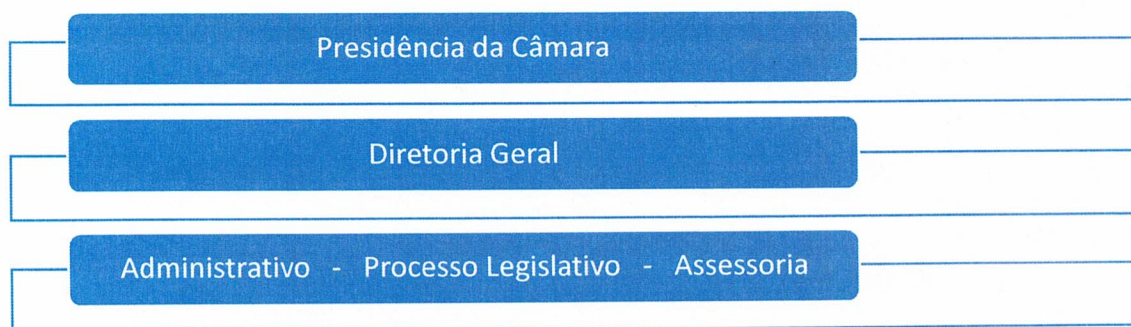 Presidência da Câmara
Diretoria Geral
Administrativo - Processo Legislativo - Assessoria